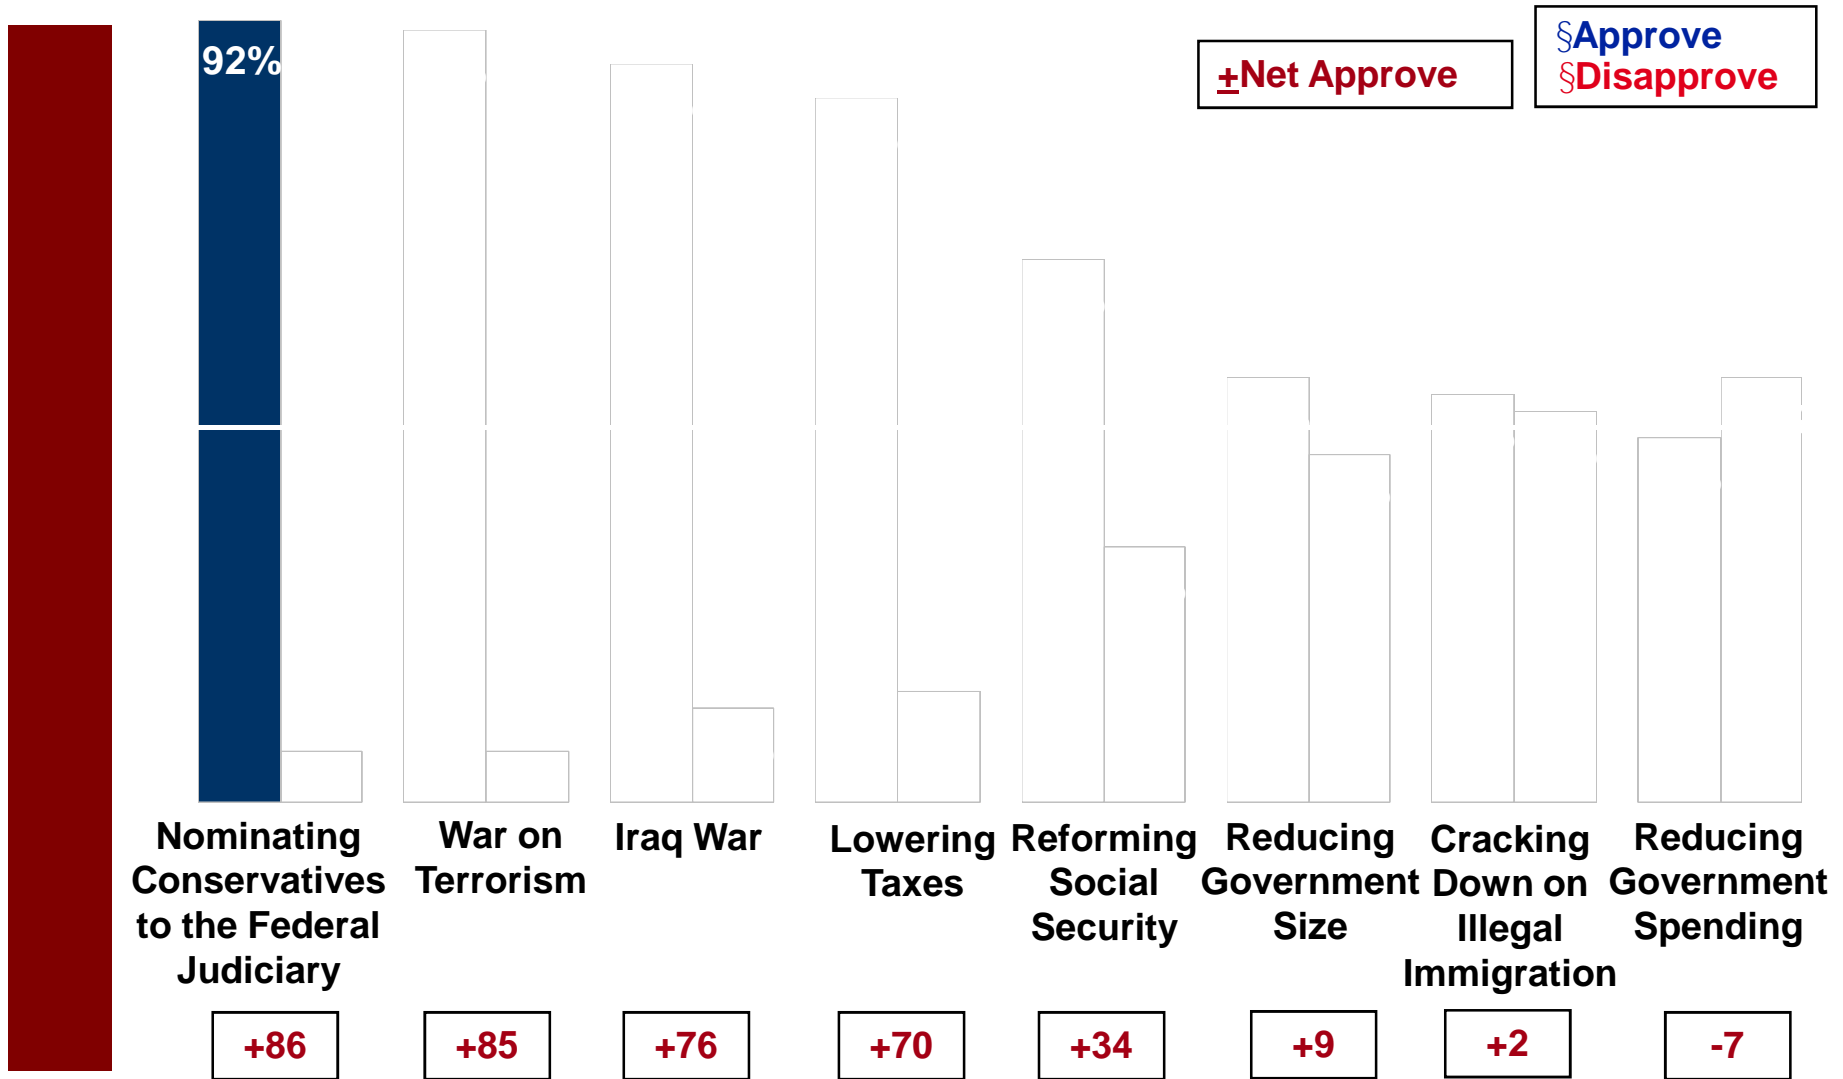 92%
±Net Approve
§Approve
§Disapprove
Nominating
Conservatives
to the Federal
Judiciary
War on
Terrorism
Iraq War
Lowering
Taxes
Reforming
Social
Security
Reducing
Government
Size
Cracking
Down on
Illegal
Immigration
Reducing
Government
Spending
+86
+85
+76
+70
+34
+9
+2
-7